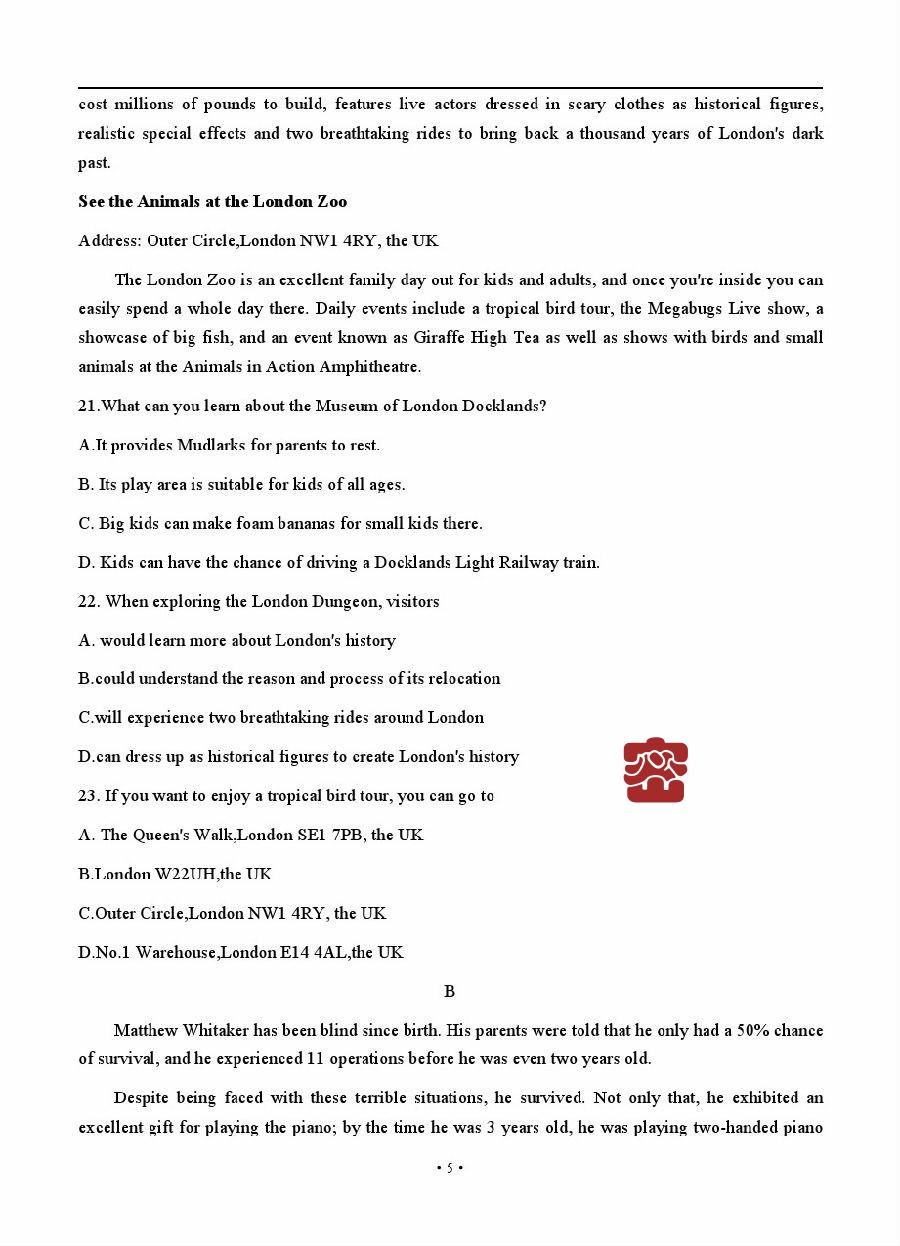 cost millions of pounds to build, features live actors dressed in scary clothes as historical figures,
realistic special effects and two breathtaking rides to bring back a thousand years of London's dark
past.
See the Animals at the London Zoo
Address: Outer Circle,London NW1 4RY, the UK
The London Zoo is an excellent family day out for kids and adults, and once you're inside you can
easily spend a whole day there. Daily events include a tropical bird tour, the Megabugs Live show, a
showcase of big fish, and an event known as Giraffe High Tea as well as shows with birds and small
animals at the Animals in Action Amphitheatre.
21.What can you learn about the Museum of London Docklands?
A.It provides Mudlarks for parents to rest.
B. Its play area is suitable for kids of all ages.
C. Big kids can make foam bananas for small kids there.
D. Kids can have the chance of driving a Docklands Light Railway train.
22. When exploring the London Dungeon, visitors
A. would learn more about London's history
B.could understand the reason and process of its relocation
C.will experience two breathtaking rides around London
D.can dress up as historical figures to create London's history
23. If you want to enjoy a tropical bird tour, you can go to
A. The Queen's Walk,London SE1 7PB, the UK
B.London W22UH,the UK
C.Outer Circle,London NW1 4RY, the UK
D.No.1 Warehouse,London E14 4AL,the UK
B
Matthew Whitaker has been blind since birth. His parents were told that he only had a 50% chance
of survival, and he experienced 11 operations before he was even two years old.
Despite being faced with these terrible situations, he survived. Not only that, he exhibited an
excellent gift for playing the piano; by the time he was 3 years old, he was playing two-handed piano
• 5 •